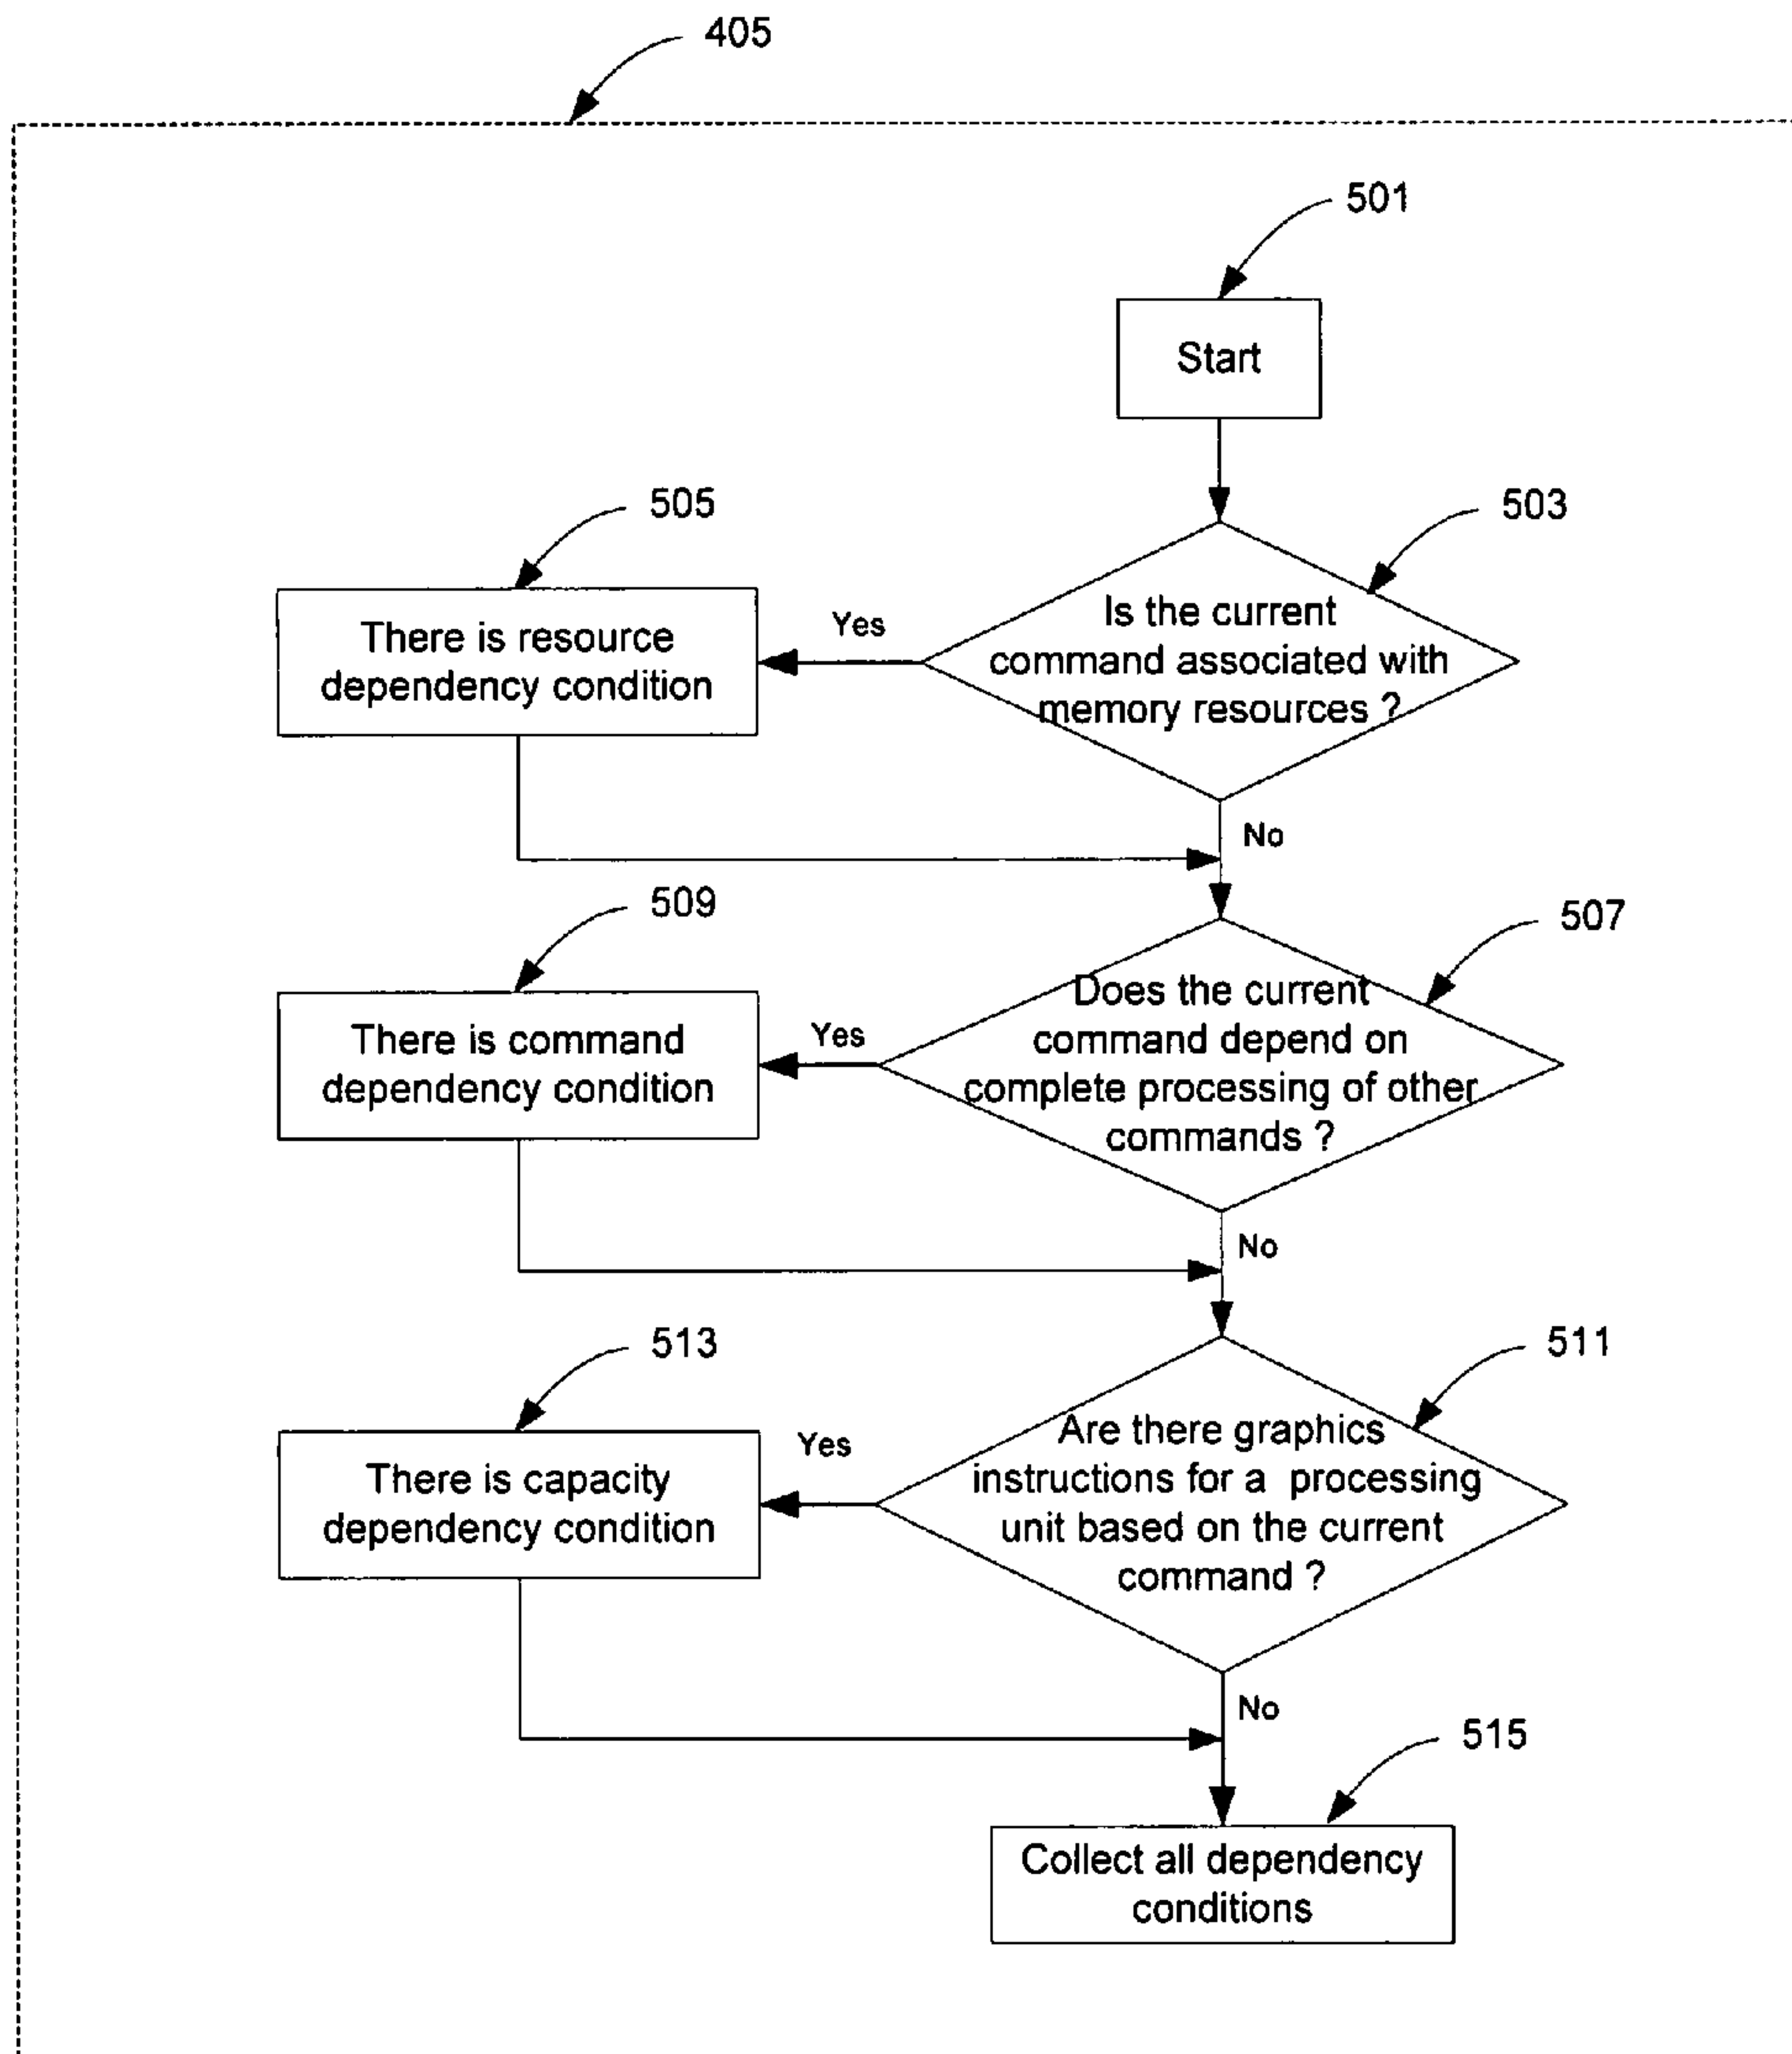 405
501
Start
505
503
There is resource
dependency condition
Yes
Is the current
command associated with
memory resources ?
No
509
507
There is command
dependency condition
Yes
Does the current
command depend on
complete processing of other
commands ?
No
513
511
There is capacity
dependency condition
Yes
Are there graphics
instructions for a processing
unit based on the current
command ?
No
515
Collect all dependency
conditions